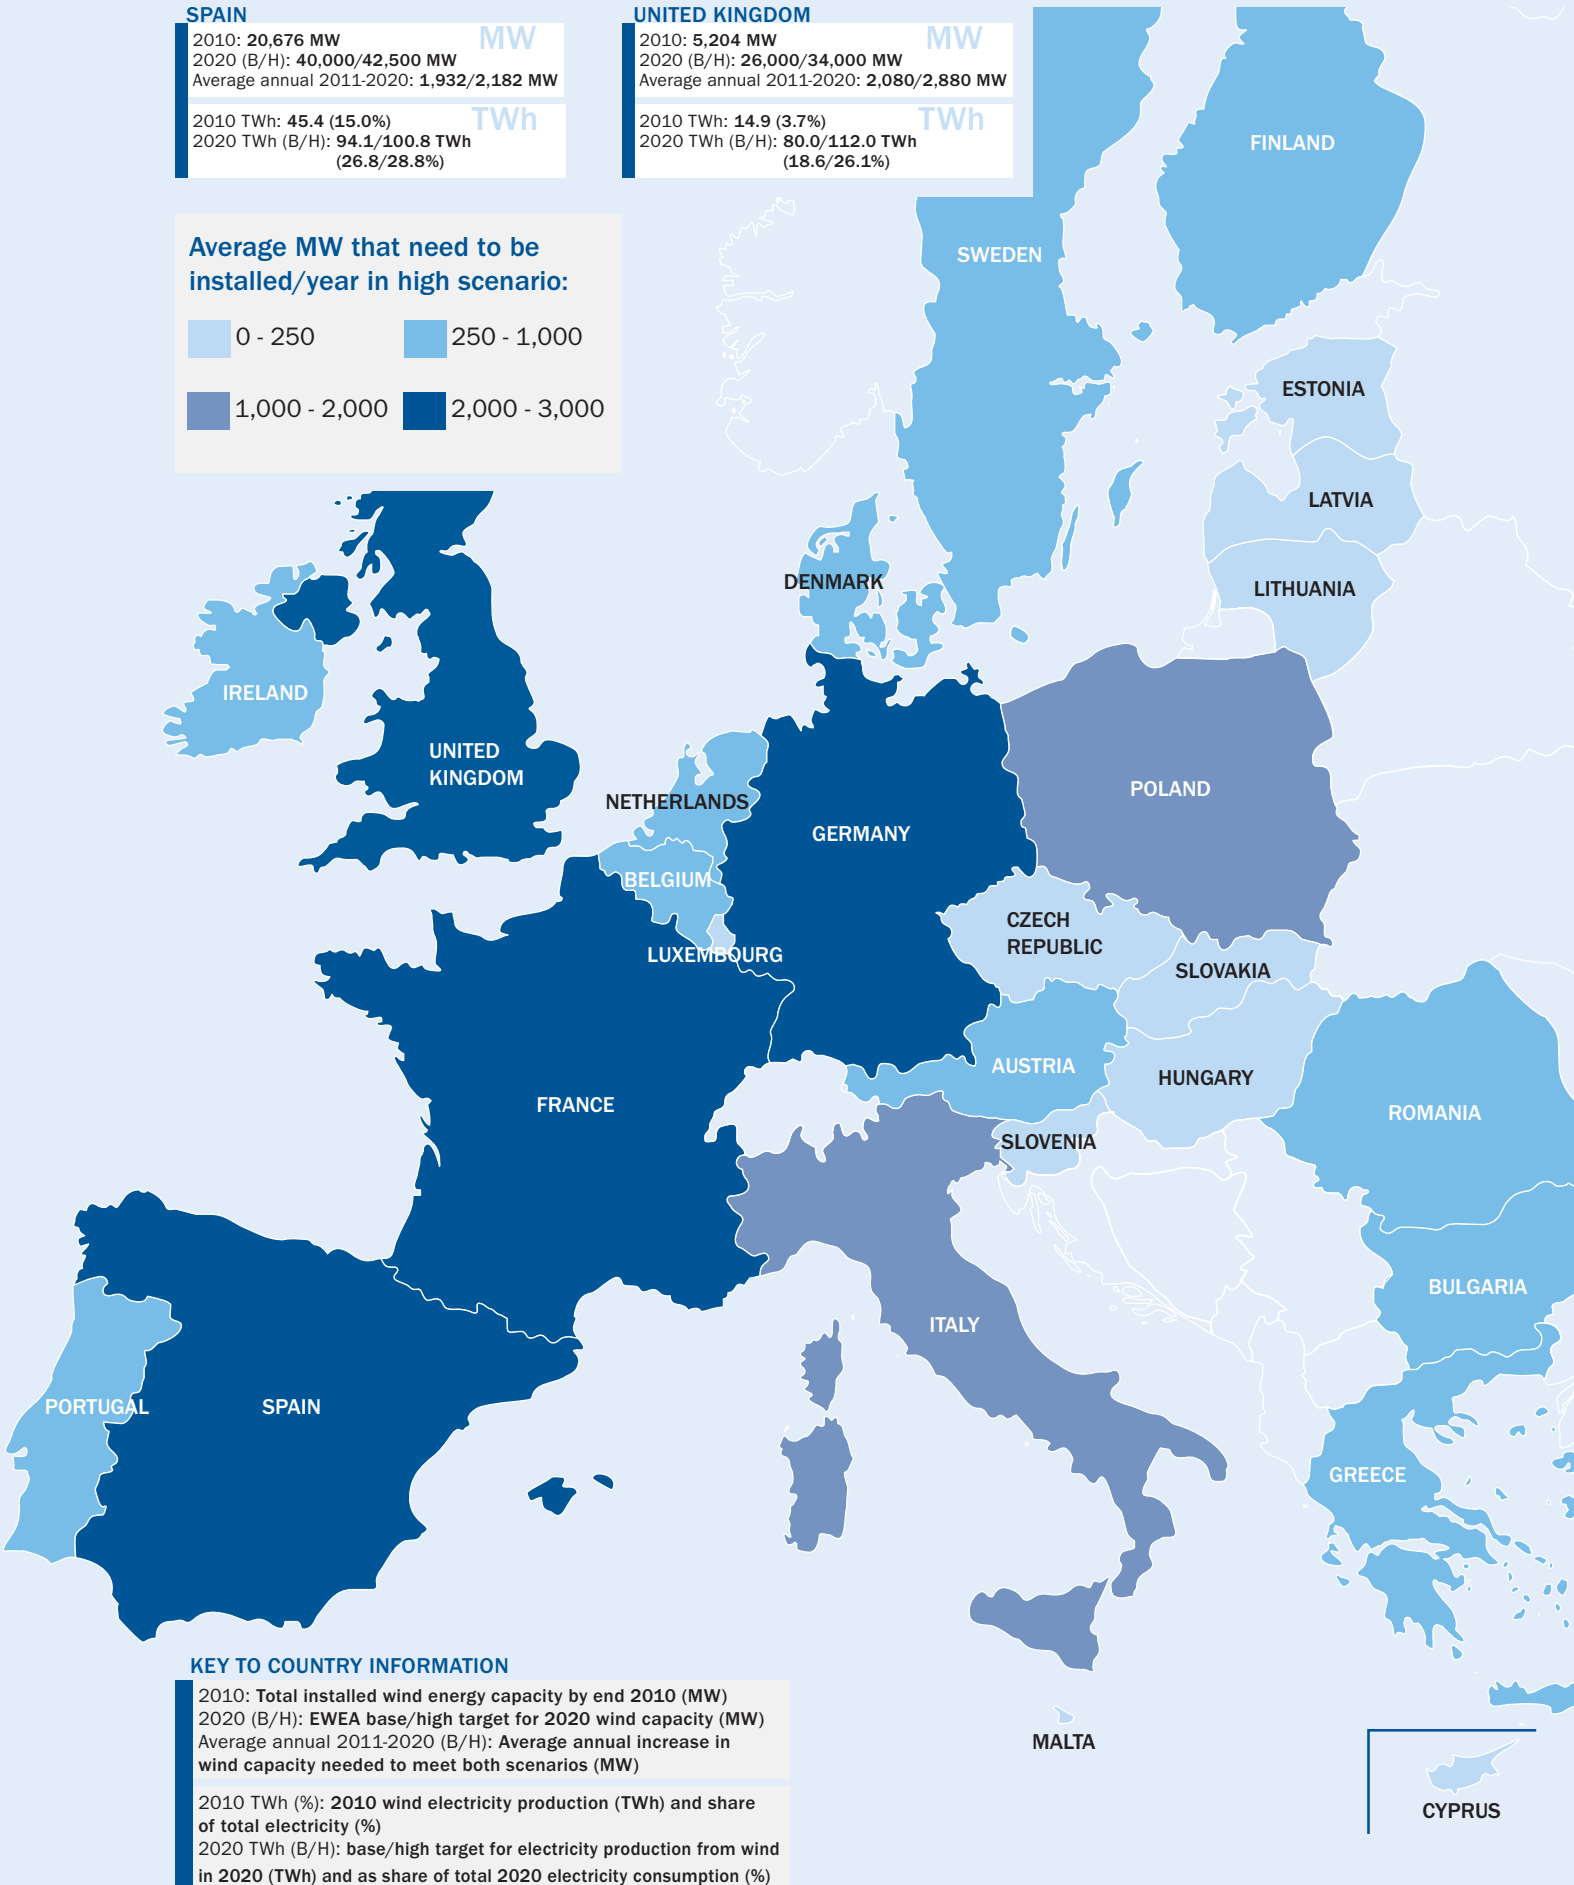 SPAIN
MW
2010: 20,676 MW
2020 (B/H): 40,000/42,500 MW
Average annual 2011-2020: 1,932/2,182 MW
TWh
2010 TWh: 45.4 (15.0%)
2020 TWh (B/H): 94.1/100.8 TWh
(26.8/28.8%)
UNITED KINGDOM
MW
2010: 5,204 MW
2020 (B/H): 26,000/34,000 MW
Average annual 2011-2020: 2,080/2,880 MW
TWh
2010 TWh: 14.9 (3.7%)
2020 TWh (B/H): 80.0/112.0 TWh
(18.6/26.1%)
Average MW that need to be
installed/year in high scenario:
0 - 250
250 - 1,000
1,000 - 2,000
2,000 - 3,000
FINLAND
SWEDEN
ESTONIA
LATVIA
DENMARK
LITHUANIA
IRELAND
UNITED
KINGDOM
NETHERLANDS
POLAND
GERMANY
BELGIUM
CZECH
REPUBLIC
LUXEMBOURG
SLOVAKIA
AUSTRIA
HUNGARY
FRANCE
ROMANIA
SLOVENIA
BULGARIA
ITALY
PORTUGAL
SPAIN
GREECE
MALTA
CYPRUS
KEY TO COUNTRY INFORMATION
2010: Total installed wind energy capacity by end 2010 (MW)
2020 (B/H): EWEA base/high target for 2020 wind capacity (MW)
Average annual 2011-2020 (B/H): Average annual increase in
wind capacity needed to meet both scenarios (MW)
2010 TWh (%): 2010 wind electricity production (TWh) and share
of total electricity (%)
2020 TWh (B/H): base/high target for electricity production from wind
in 2020 (TWh) and as share of total 2020 electricity consumption (%)